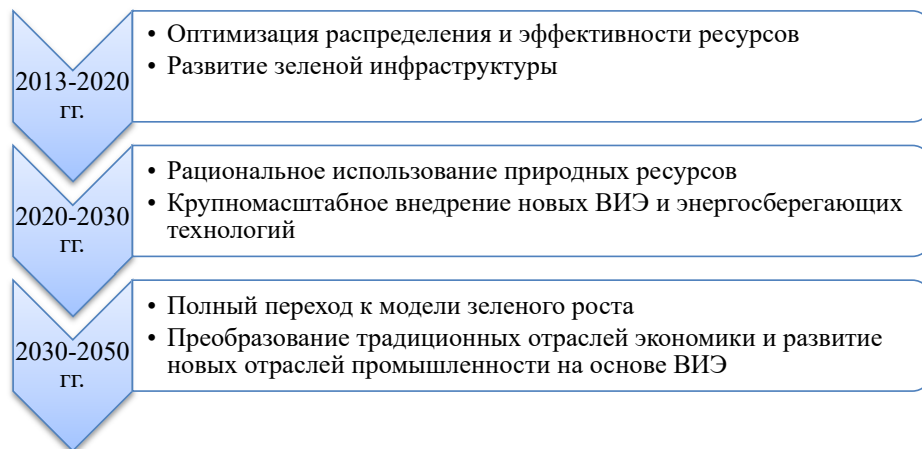 2013-2020
гг.
• Оптимизация распределения и эффективности ресурсов
• Развитие зеленой инфраструктуры
2020-2030
гг.
• Рациональное использование природных ресурсов
• Крупномасштабное внедрение новых ВИЭ и энергосберегающих
технологий
2030-2050
гг.
• Полный переход к модели зеленого роста
• Преобразование традиционных отраслей экономики и развитие
новых отраслей промышленности на основе ВИЭ